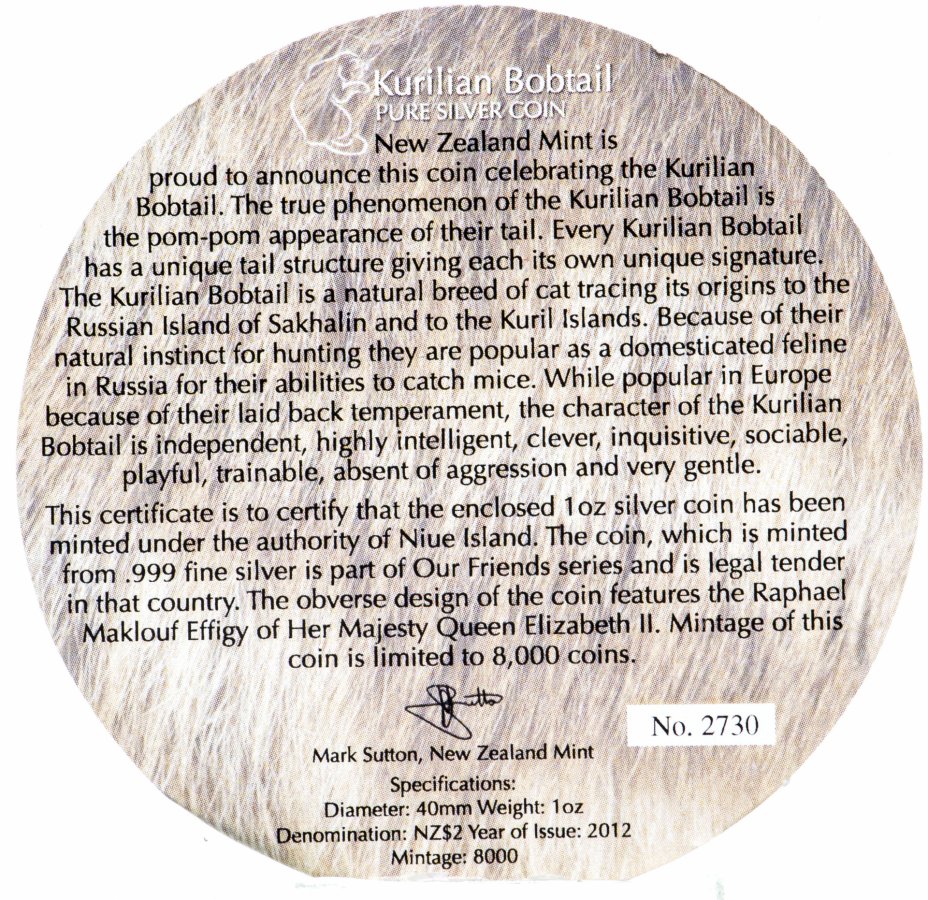 Kurilian Bobtail
PURE SILVER COIN
New Zealand Mint is
proud to announce this coin celebrating the Kurilian
Bobtail. The true phenomenon of the Kurilian Bobtail is
the pom-pom appearance of their tail. Every Kurilian Bobtail
has a unique tail structure giving each its own unique signature.
The Kurilian Bobtail is a natural breed of cat tracing its origins to the
Russian Island of Sakhalin and to the Kuril Islands. Because of their
natural instinct for hunting they are popular as a domesticated feline
in Russia for their abilities to catch mice. While popular in Europe
because of their laid back temperament, the character of the Kurilian
Bobtail is independent, highly intelligent, clever, inquisitive, sociable,
playful, trainable, absent of aggression and very gentle.
This certificate is to certify that the enclosed 1oz silver coin has been
minted under the authority of Niue Island. The coin, which is minted
from .999 fine silver is part of Our Friends series and is legal tender
in that country. The obverse design of the coin features the Raphael
Maklouf Effigy of Her Majesty Queen Elizabeth II. Mintage of this
coin is limited to 8,000 coins.
No. 2730
Mark Sutton, New Zealand Mint
Specifications:
Diameter: 40mm Weight: 1oz
Denomination: NZ$2 Year of Issue: 2012
Mintage: 8000